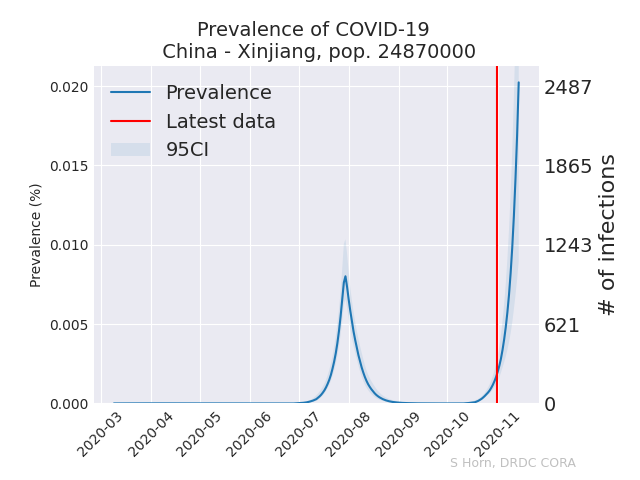 Prevalence of COVID-19
China - Xinjiang, pop. 24870000
Prevalence
Latest data
95CI
0.020
0.015
0.010
0.005
0.000
Prevalence (%)
2487
1865
1243
621
0
# of infections
2020-03
2020-04
2020-05
2020-06
2020-07
2020-08
2020-09
2020-10
2020-11
S Horn, DRDC CORA